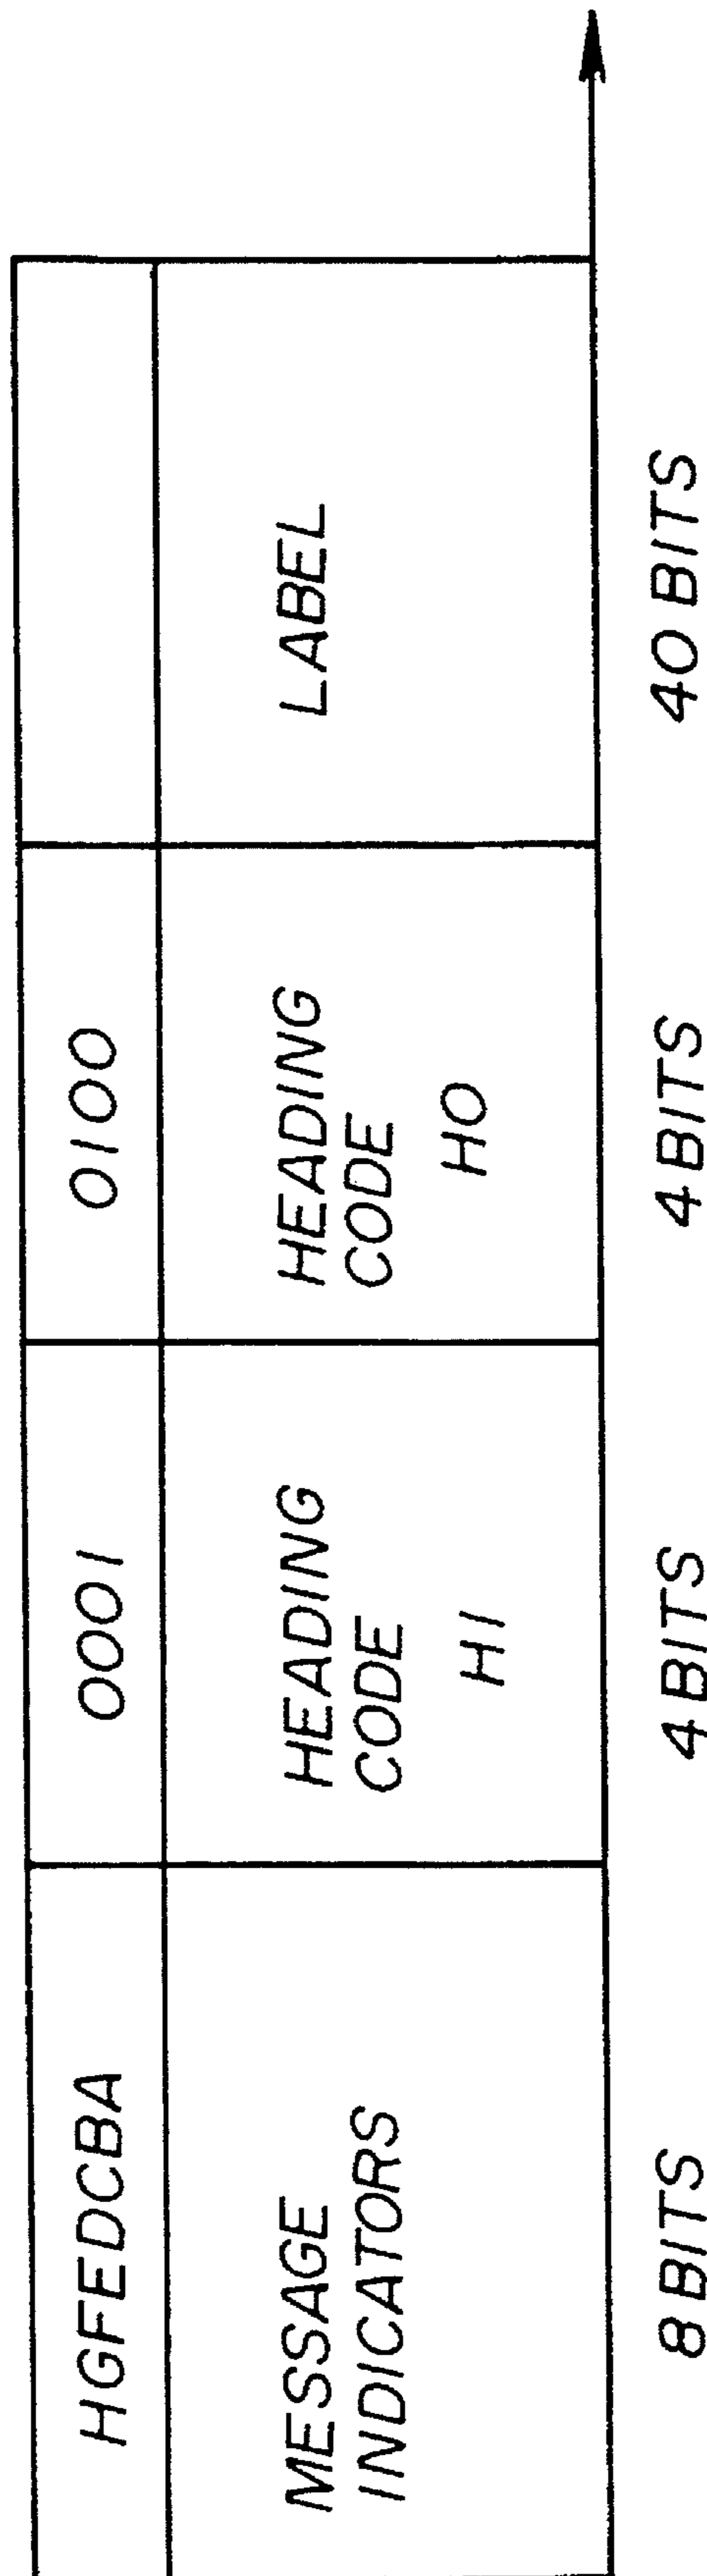 HGFEDCBA
0001
0100
MESSAGE
INDICATORS
HEADING
CODE
H1
HEADING
CODE
H0
LABEL
8 BITS
4 BITS
4 BITS
40 BITS